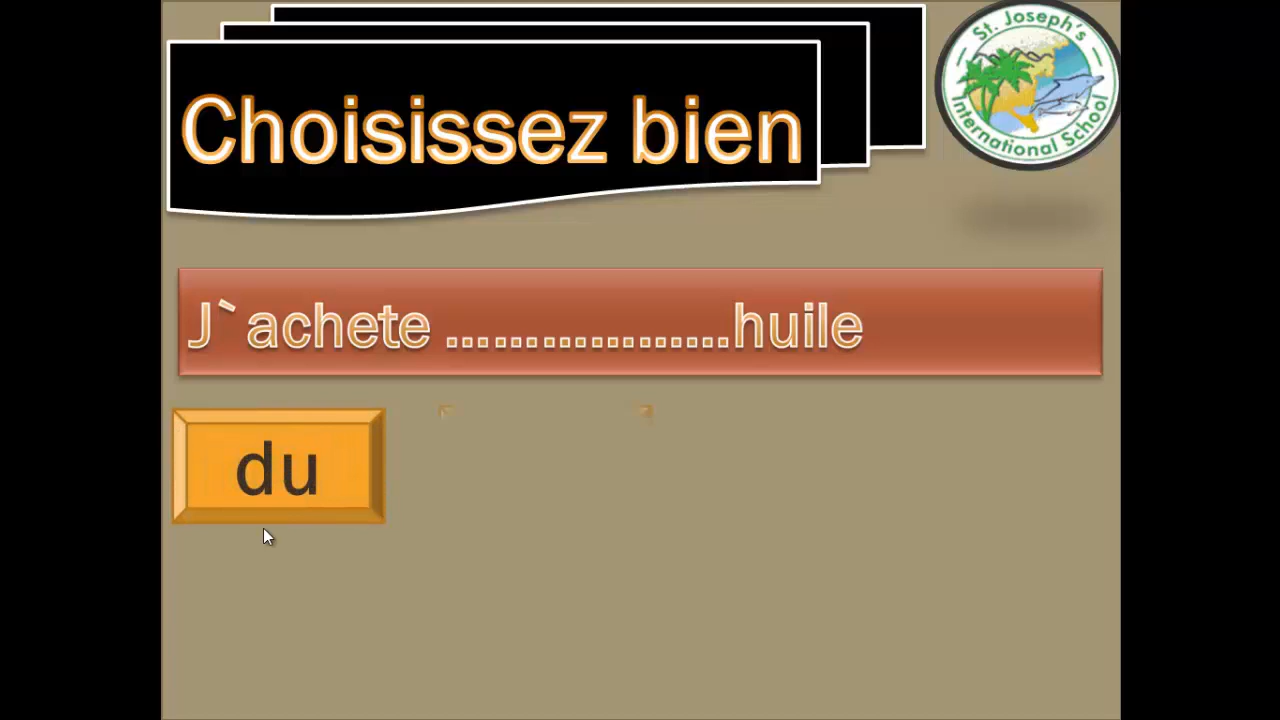 Choisissez bien
St. Joseph's
International School
J`achete ..................huile
du